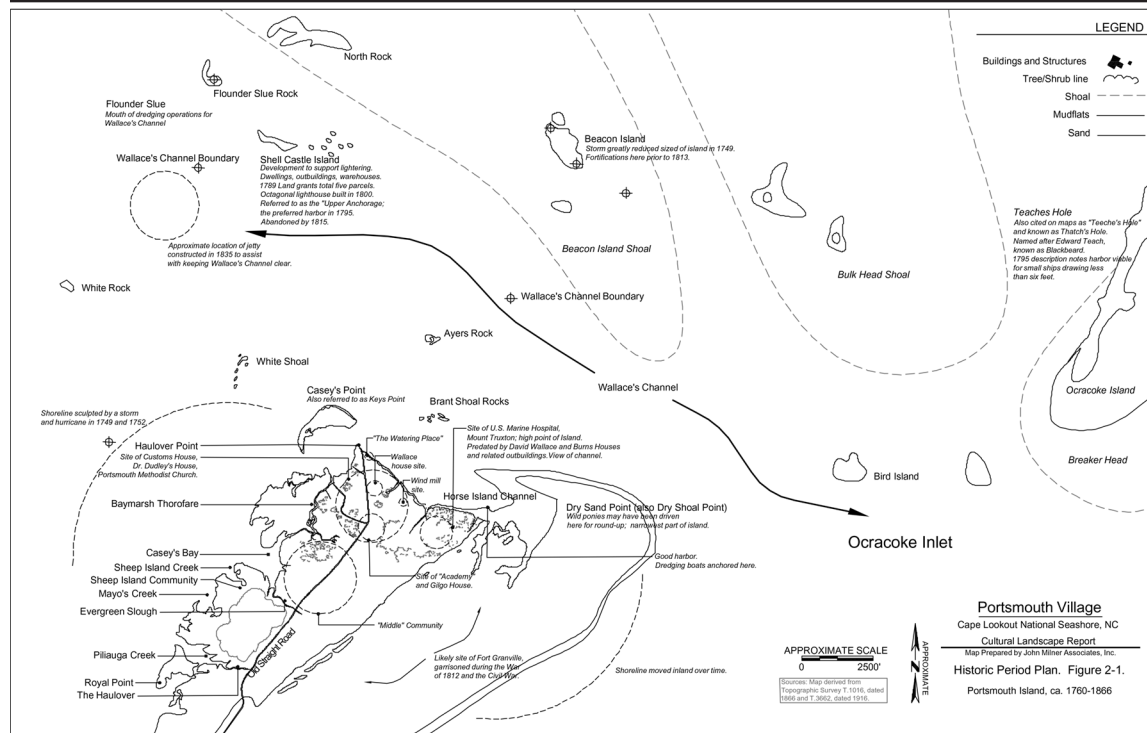 LEGEND
Buildings and Structures
Tree/Shrub line
Shoal
Mudflats
Sand
North Rock
Flounder Slue Rock
Flounder Slue
Mouth of dredging operations for
Wallace's Channel
Wallace's Channel Boundary
Shell Castle Island
Development to support lightering.
Dwellings, outbuildings, warehouses.
1789 Land grants total five parcels.
Octagonal lighthouse built in 1800.
Referred to as the "Upper Anchorage;
the preferred harbor in 1795.
Abandoned by 1815.
Approximate location of jetty
constructed in 1835 to assist
with keeping Wallace's Channel clear.
Beacon Island
Storm greatly reduced sized of island in 1749.
Fortifications here prior to 1813.
Beacon Island Shoal
Bulk Head Shoal
Teaches Hole
Also cited on maps as "Teeche's Hole"
and known as Thatch's Hole.
Named after Edward Teach,
known as Blackbeard.
1795 description notes harbor viable
for small ships drawing less
than six feet.
White Rock
Wallace's Channel Boundary
Ayers Rock
White Shoal
Wallace's Channel
Ocracoke Island
Breaker Head
Bird Island
Ocracoke Inlet
Casey's Point
Also referred to as Keys Point
Brant Shoal Rocks
Shoreline sculpted by a storm
and hurricane in 1749 and 1752.
Haulover Point
Site of Customs House,
Dr. Dudley's House,
Portsmouth Methodist Church.
"The Watering Place"
Wallace
house site.
Wind mill
site.
Site of U.S. Marine Hospital,
Mount Truxton; high point of Island.
Predated by David Wallace and Burns Houses
and related outbuildings. View of channel.
Horse Island Channel
Dry Sand Point (also Dry Shoal Point)
Wild ponies may have been driven
here for round-up; narrowest part of island.
Good harbor.
Dredging boats anchored here.
Baymarsh Thorofare
Casey's Bay
Sheep Island Creek
Sheep Island Community
Mayo's Creek
Evergreen Slough
Piliauga Creek
Royal Point
The Haulover
Old Straight Road
Site of "Academy"
and Gilgo House.
"Middle" Community
Likely site of Fort Granville,
garrisoned during the War
of 1812 and the Civil War.
Shoreline moved inland over time.
APPROXIMATE SCALE
0 2500'
Sources: Map derived from
Topographic Survey T.1016, dated
1866 and T.3662, dated 1916.
N
APPROXIMATE
Portsmouth Village
Cape Lookout National Seashore, NC
Cultural Landscape Report
Map Prepared by John Milner Associates, Inc.
Historic Period Plan. Figure 2-1.
Portsmouth Island, ca. 1760-1866